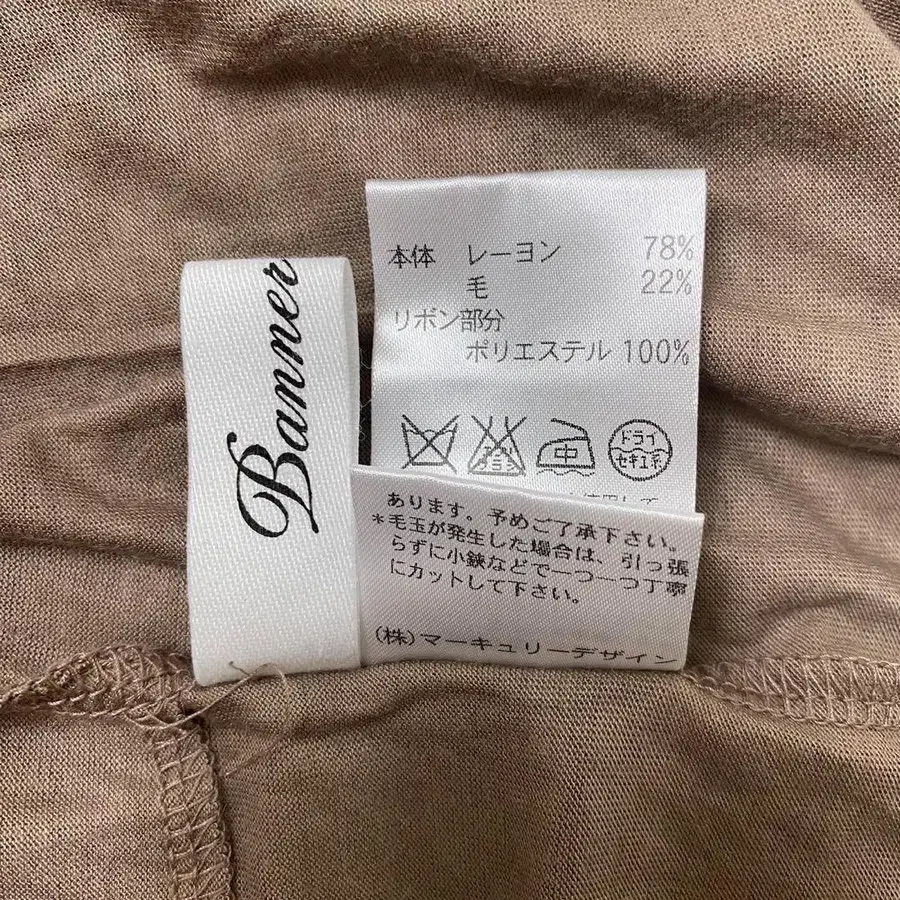 Banner
本体 レーヨン 78%
毛 22%
リボン部分
ポリエステル 100%
中
ドライ
セキユ系
あります。予めご了承下さい。
*毛玉が発生した場合は、引っ張
らずに小鋏などで一つ一つ丁寧
にカットして下さい。
(株)マーキュリーデザイン